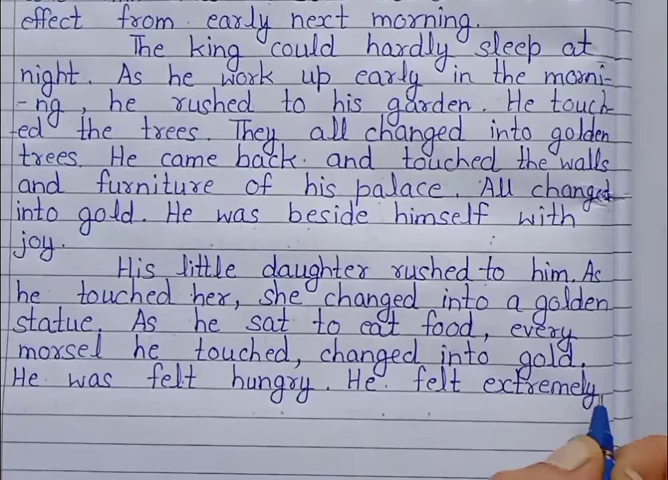 effect from early next morning.
The king could hardly sleep at
night. As he work up early in the morni-
-ng, he rushed to his garden. He touch-
-ed the trees. They all changed into golden
trees. He came back. and touched the walls
and furniture of his palace. All changed
into gold. He was beside himself with
joy.
His little daughter rushed to him. As
he touched her, she changed into a golden
statue. As he sat to eat food, every
morsel he touched, changed into gold.
He was felt hungry. He felt extremely